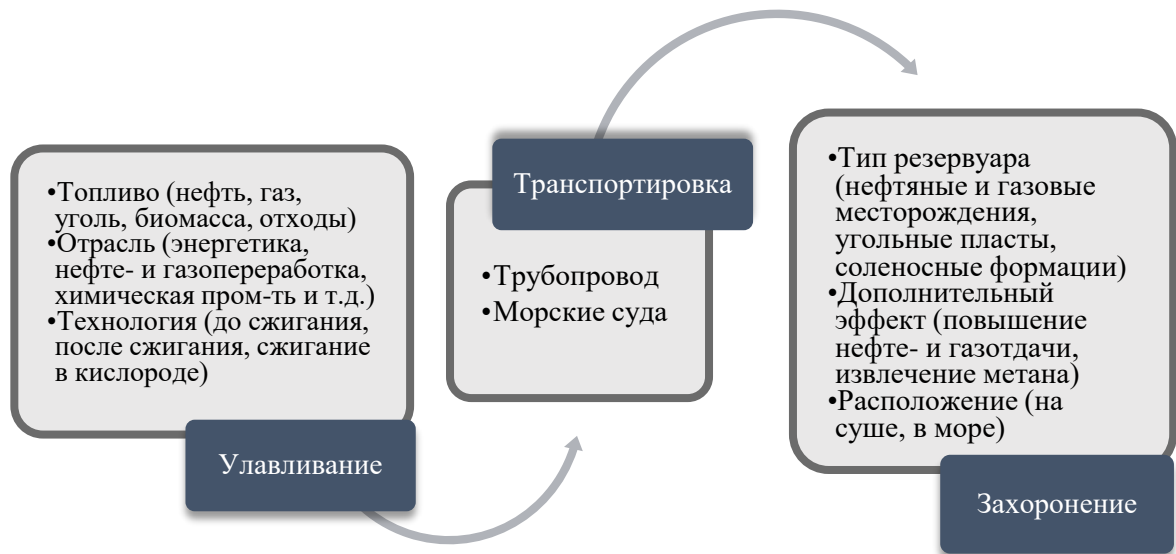 •Топливо (нефть, газ,
уголь, биомасса, отходы)
•Отрасль (энергетика,
нефте- и газопереработка,
химическая пром-ть и т.д.)
•Технология (до сжигания,
после сжигания, сжигание
в кислороде)
Улавливание
Транспортировка
•Трубопровод
•Морские суда
•Тип резервуара
(нефтяные и газовые
месторождения,
угольные пласты,
соленосные формации)
•Дополнительный
эффект (повышение
нефте- и газотдачи,
извлечение метана)
•Расположение (на
суше, в море)
Захоронение